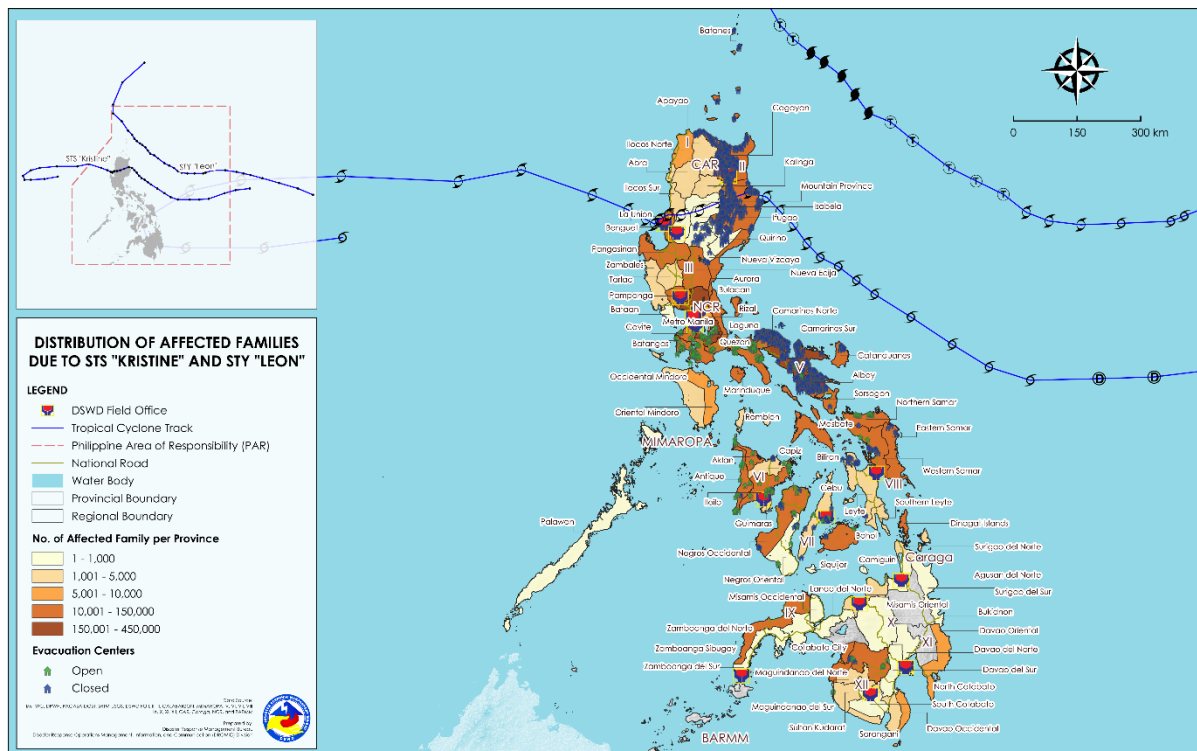 STS "Kristine"
STY "Leon"
DISTRIBUTION OF AFFECTED FAMILIES
DUE TO STS "KRISTINE" AND STY "LEON"
LEGEND
DSWD Field Office
Tropical Cyclone Track
Philippine Area of Responsibility (PAR)
National Road
Water Body
Provincial Boundary
Regional Boundary
No. of Affected Family per Province
1 - 1,000
1,001 - 5,000
5,001 - 10,000
10,001 - 150,000
150,001 - 450,000
Evacuation Centers
Open
Closed
Data Source:
Prepared by:
Disaster Response Management Bureau
0 150 300 km
Batanes
Apayao
Cagayan
Ilocos Norte
I
CAR
II
Kalinga
Abra
Mountain Province
Ilocos Sur
Isabela
La Union
Ifugao
Benguet
Quirino
Pangasinan
Nueva Vizcaya
Zambales
III
Nueva Ecija
Tarlac
Aurora
Bulacan
Pampanga
NCR
Rizal
Bataan
Metro Manila
Camarines Norte
Cavite
Laguna
Camarines Sur
Batangas
Quezon
Catanduanes
V
Albay
Occidental Mindoro
Marinduque
Sorsogon
Northern Samar
Oriental Mindoro
Romblon
Masbate
Eastern Samar
MIMAROPA
Capiz
Biliran
Aklan
Western Samar
Antique
VI
Cebu
VIII
Iloilo
Leyte
Southern Leyte
Guimaras
Dinagat Islands
Palawan
VII
Bohol
Surigao del Norte
Negros Occidental
Siquijor
Camiguin
Caraga
Negros Oriental
Agusan del Norte
Lanao del Norte
Surigao del Sur
Misamis Occidental
Misamis Oriental
IX
X
Bukidnon
Zamboanga del Norte
Davao Oriental
Cotabato City
XI
Zamboanga Sibugay
Davao del Norte
Zamboanga del Sur
Maguindanao del Norte
Davao del Sur
XII
North Cotabato
Maguindanao del Sur
South Cotabato
Sultan Kudarat
Davao Occidental
Sarangani
BARMM